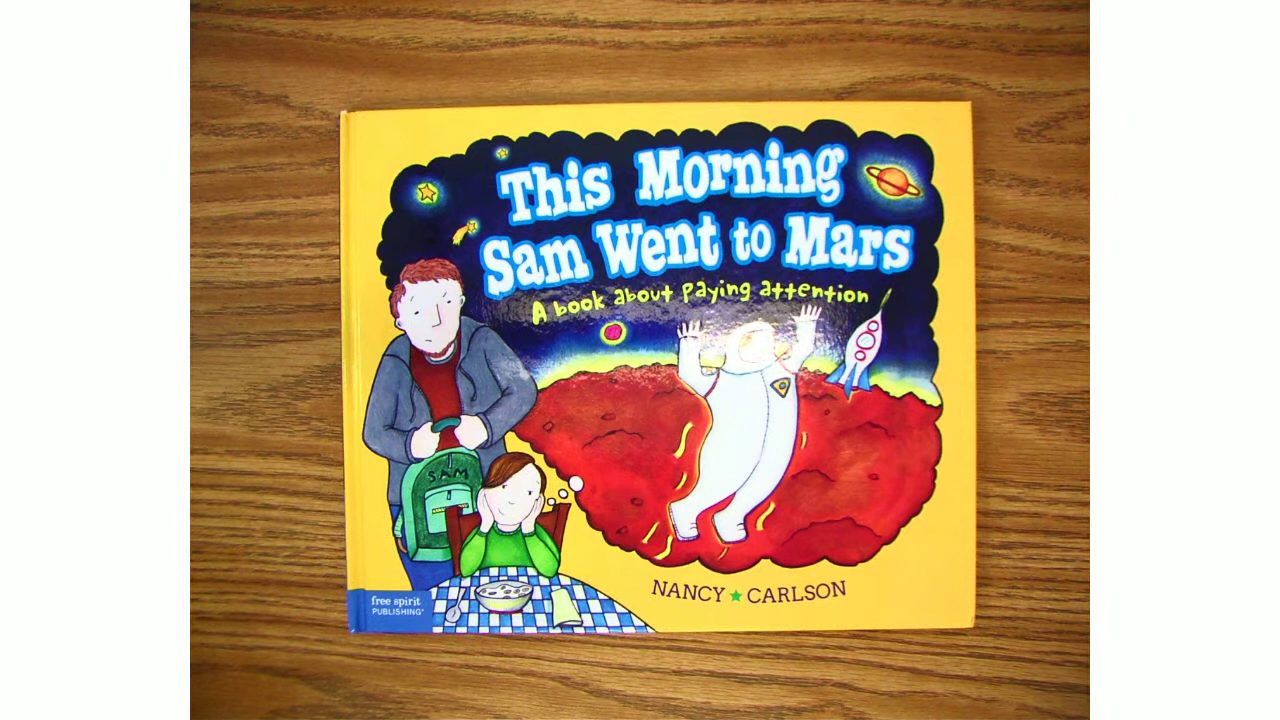 This Morning
Sam Went to Mars
A book about paying attention
SAM
NANCY ★ CARLSON
free spirit
PUBLISHING®